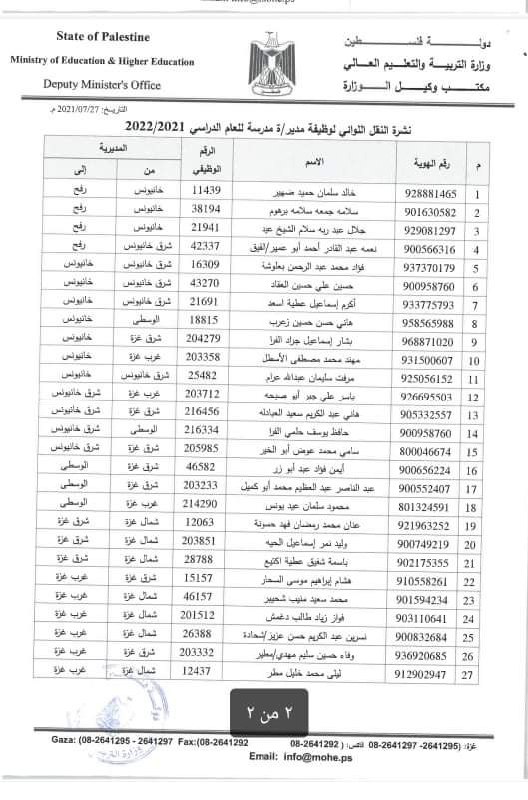 State of Palestine
Ministry of Education & Higher Education
Deputy Minister's Office
دولـــة فلسـطين
وزارة التربية والتعليم العالي
مكتب وكيل الوزارة
التاريخ: 2021/07/27 م
نشرة النقل اللوائي لوظيفة مدير/ة مدرسة للعام الدراسي 2022/2021
م رقم الهوية الاسم الرقم الوظيفي المديرية
من إلى
1 928881465 خالد سلمان حميد ضهير 11439 خانيونس رفح
2 901630582 سلامه جمعه سلامه برهوم 38194 خانيونس رفح
3 929081297 جلال عبد ربه سلام الشيخ عيد 21941 خانيونس رفح
4 900566316 نعمه عبد القادر أحمد أبو عمير/لفيق 42337 شرق خانيونس رفح
5 937370179 فؤاد محمد عبد الرحمن بعلوشة 16309 شرق خانيونس خانيونس
6 900958760 حسين علي حسين العقاد 43270 شرق خانيونس خانيونس
7 933775793 أكرم إسماعيل عطية اسعد 21691 شرق خانيونس خانيونس
8 958565988 هاني حسن حسين زعرب 18815 الوسطى خانيونس
9 968871020 بشار إسماعيل جراد الفرا 204279 شرق غزة خانيونس
10 931500607 مهند محمد مصطفى الأسطل 203358 غرب غزة خانيونس
11 925056152 مرفت سليمان عبدالله عرام 25482 شرق خانيونس خانيونس
12 926695503 ياسر علي جبر أبو صبحه 203712 غرب غزة شرق خانيونس
13 905332557 هاني عبد الكريم سعيد العبادله 216456 شرق غزة شرق خانيونس
14 900958760 حافظ يوسف حلمي الفرا 216334 الوسطى شرق خانيونس
15 800046674 سامي محمد عوض أبو الخير 205985 شرق غزة شرق خانيونس
16 900656224 أيمن فؤاد عيد أبو زر 46582 شرق غزة الوسطى
17 900552407 عبد الناصر عبد العظيم محمد أبو كميل 203233 شرق غزة الوسطى
18 801324591 محمود سلمان عيد يونس 214290 غرب غزة الوسطى
19 921963252 عنان محمد رمضان فهد حسونة 12063 شمال غزة شرق غزة
20 900749219 وليد نمر إسماعيل الحيه 203851 شمال غزة شرق غزة
21 902175355 باسمة شفيق عطية اكتيع 28788 شمال غزة شرق غزة
22 910558261 هشام إبراهيم موسى السحار 15157 شرق غزة غرب غزة
23 901594234 محمد سعيد منيب شحيبر 46157 شمال غزة غرب غزة
24 903110641 فواز زياد طالب دغمش 201512 شمال غزة غرب غزة
25 900832684 نسرين عبد الكريم حسن عزيز/شحادة 26388 شمال غزة غرب غزة
26 936920685 وفاء حسين سليم مهدي/مطير 203332 شرق غزة غرب غزة
27 912902947 ليلى محمد خليل مطر 12437 شمال غزة غرب غزة
٢ من ٢
Gaza: (08-2641295 - 2641297 Fax:(08-2641292
غزة: (2641295- 2641297-08 فاكس: ( 2641292-08
Email: info@mohe.ps